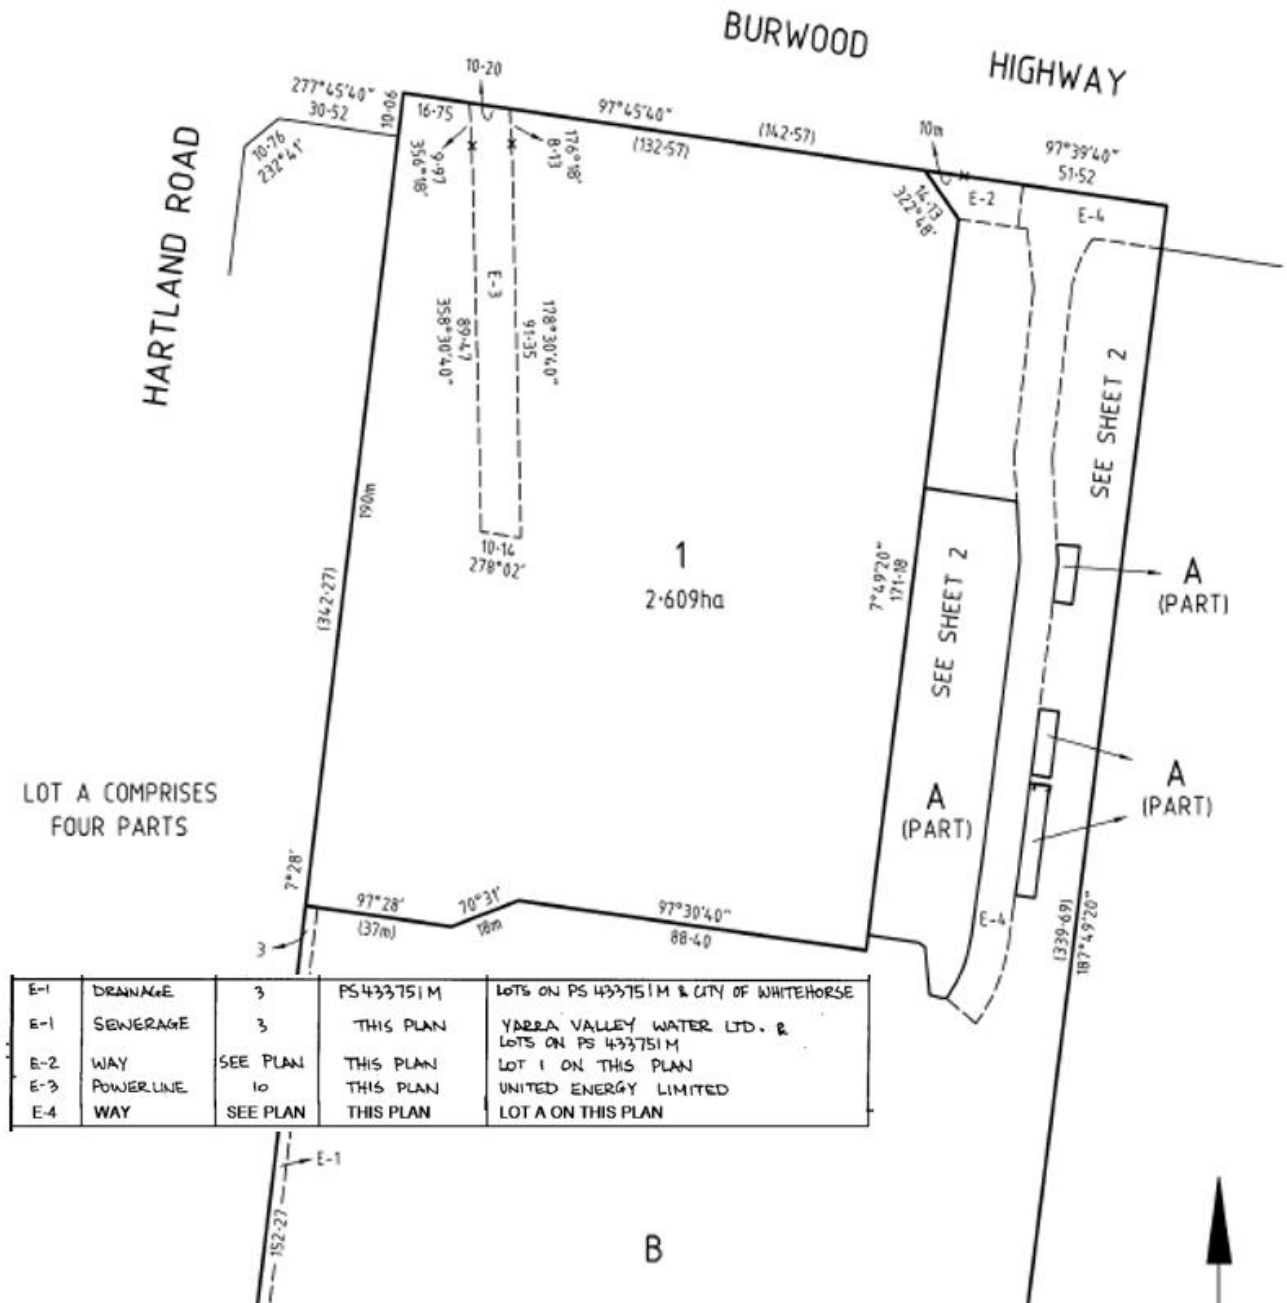 BURWOOD HIGHWAY
10·20
277°45'40"
30·52
10·06
16·75
97°45'40"
(142·57)
(132·57)
10m
97°39'40"
51·52
10·76
232°41'
9·97
356°18'
176°18'
8·13
14·13
322°48'
E-2
E-4
HARTLAND ROAD
E-3
358°30'40"
89·47
178°30'40"
91·35
SEE SHEET 2
190m
10·14
278°02'
1
2·609ha
(342·27)
7°49'20"
171·18
SEE SHEET 2
A
(PART)
A
(PART)
A
(PART)
LOT A COMPRISES
FOUR PARTS
7°28'
97°28'
(37m)
70°31'
18m
97°30'40"
88·40
E-4
(339·69)
187°49'20"
3
E-1 DRAINAGE 3 PS433751M LOTS ON PS 433751M & CITY OF WHITEHORSE
E-1 SEWERAGE 3 THIS PLAN YARRA VALLEY WATER LTD. &
LOTS ON PS 433751M
E-2 WAY SEE PLAN THIS PLAN LOT 1 ON THIS PLAN
E-3 POWERLINE 10 THIS PLAN UNITED ENERGY LIMITED
E-4 WAY SEE PLAN THIS PLAN LOT A ON THIS PLAN
E-1
152·27
B